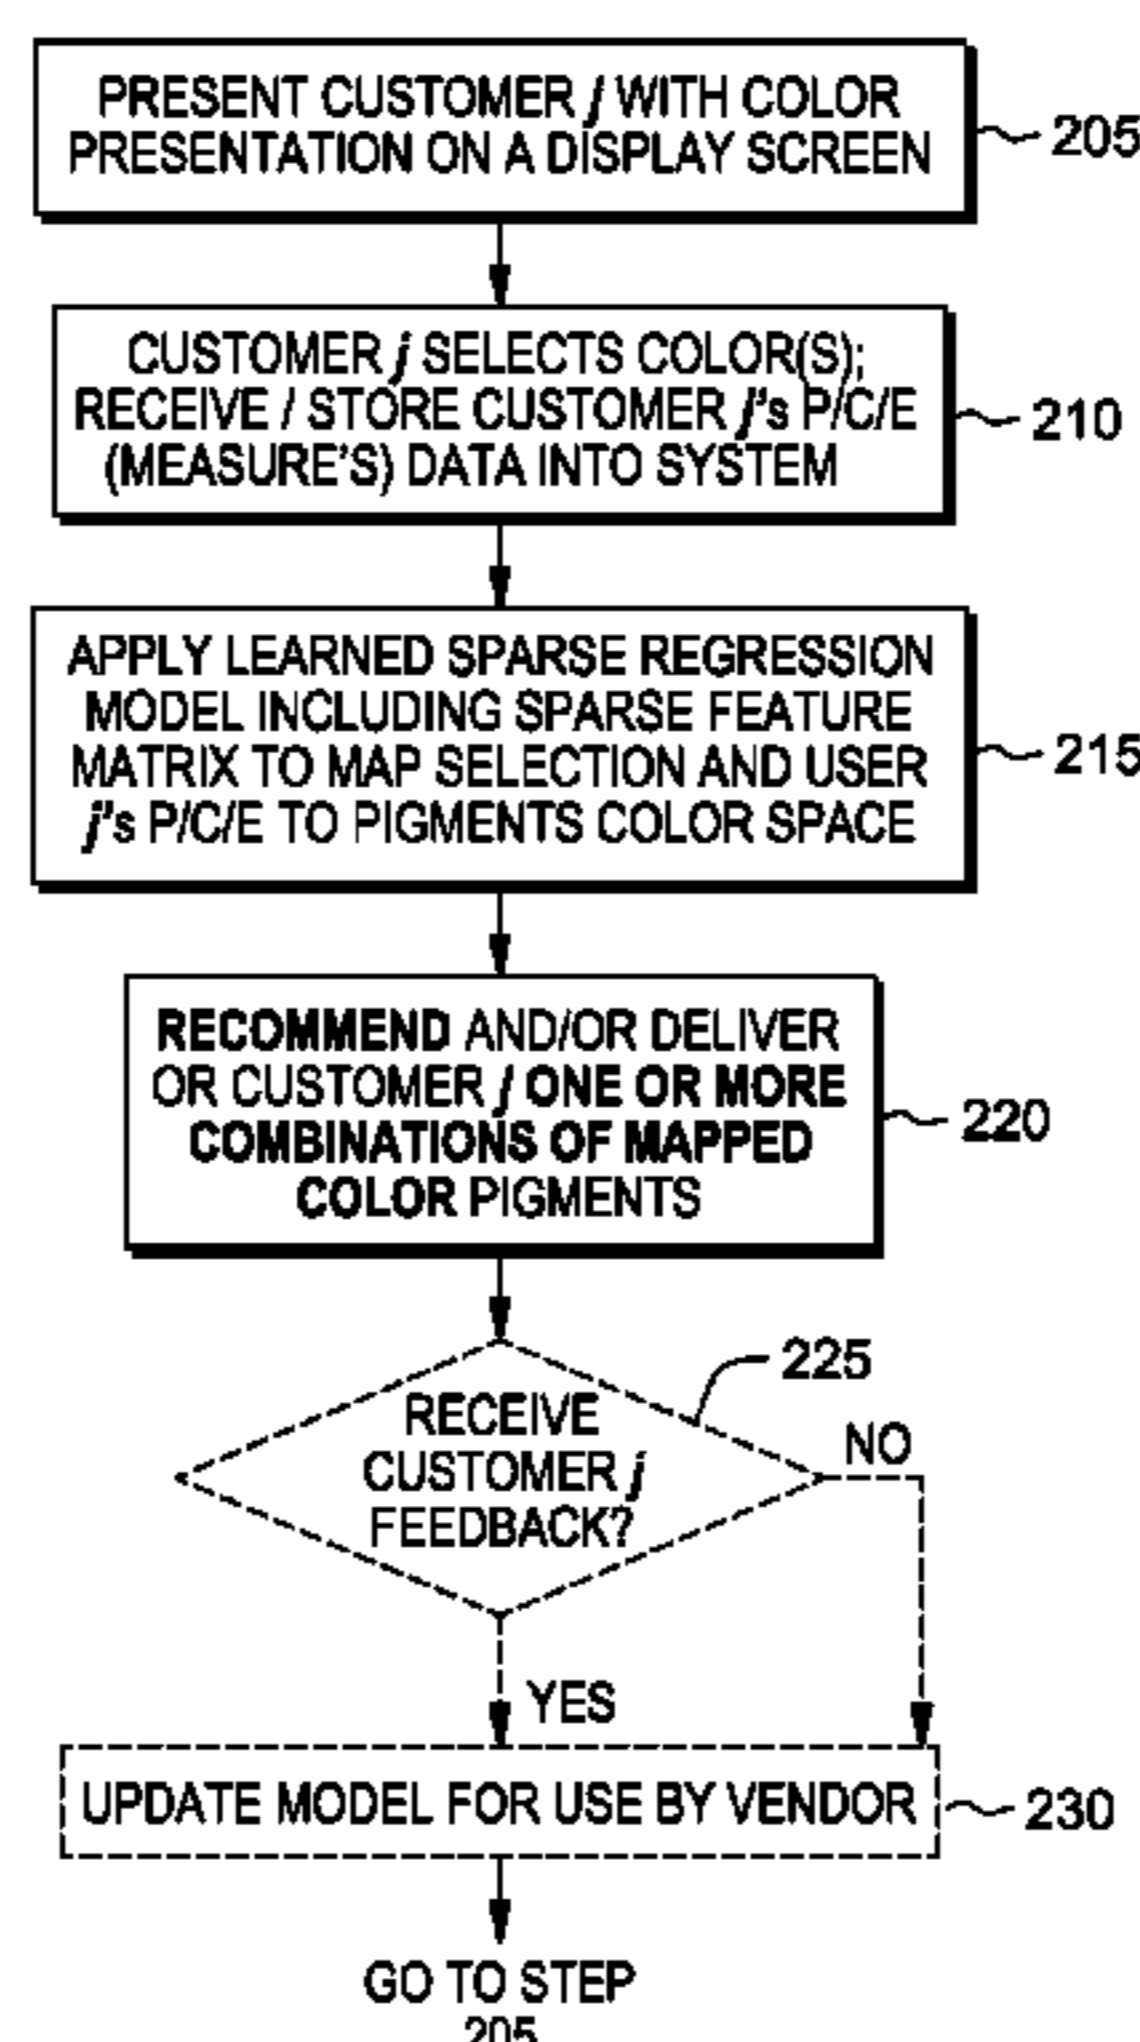 PRESENT CUSTOMER j WITH COLOR
PRESENTATION ON A DISPLAY SCREEN
205
CUSTOMER j SELECTS COLOR(S);
RECEIVE / STORE CUSTOMER j's P/C/E
(MEASURE'S) DATA INTO SYSTEM
210
APPLY LEARNED SPARSE REGRESSION
MODEL INCLUDING SPARSE FEATURE
MATRIX TO MAP SELECTION AND USER
j's P/C/E TO PIGMENTS COLOR SPACE
215
RECOMMEND AND/OR DELIVER
OR CUSTOMER j ONE OR MORE
COMBINATIONS OF MAPPED
COLOR PIGMENTS
220
225
RECEIVE
CUSTOMER j
FEEDBACK?
NO
YES
UPDATE MODEL FOR USE BY VENDOR
230
GO TO STEP
205